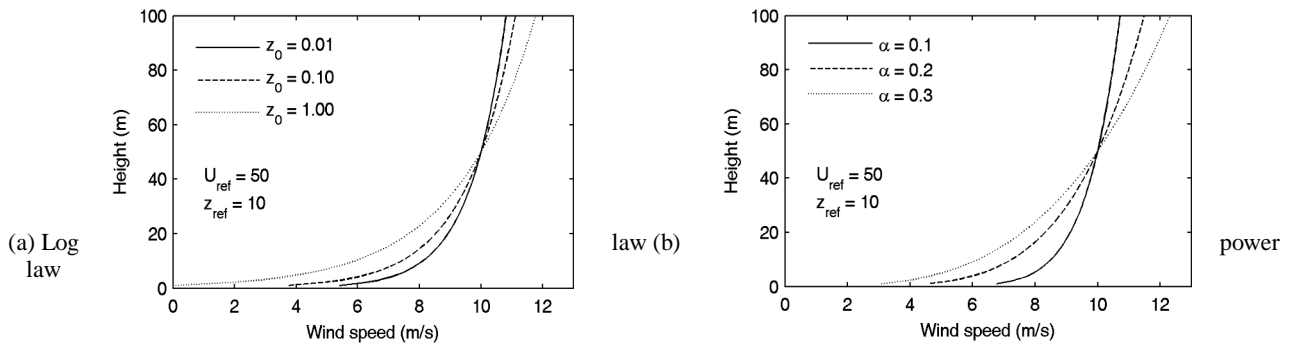 100
80
60
40
20
0
Height (m)
z0 = 0.01
z0 = 0.10
z0 = 1.00
Uref = 50
zref = 10
0 2 4 6 8 10 12
Wind speed (m/s)
(a) Log
law
law (b)
100
80
60
40
20
0
Height (m)
α = 0.1
α = 0.2
α = 0.3
Uref = 50
zref = 10
0 2 4 6 8 10 12
Wind speed (m/s)
power